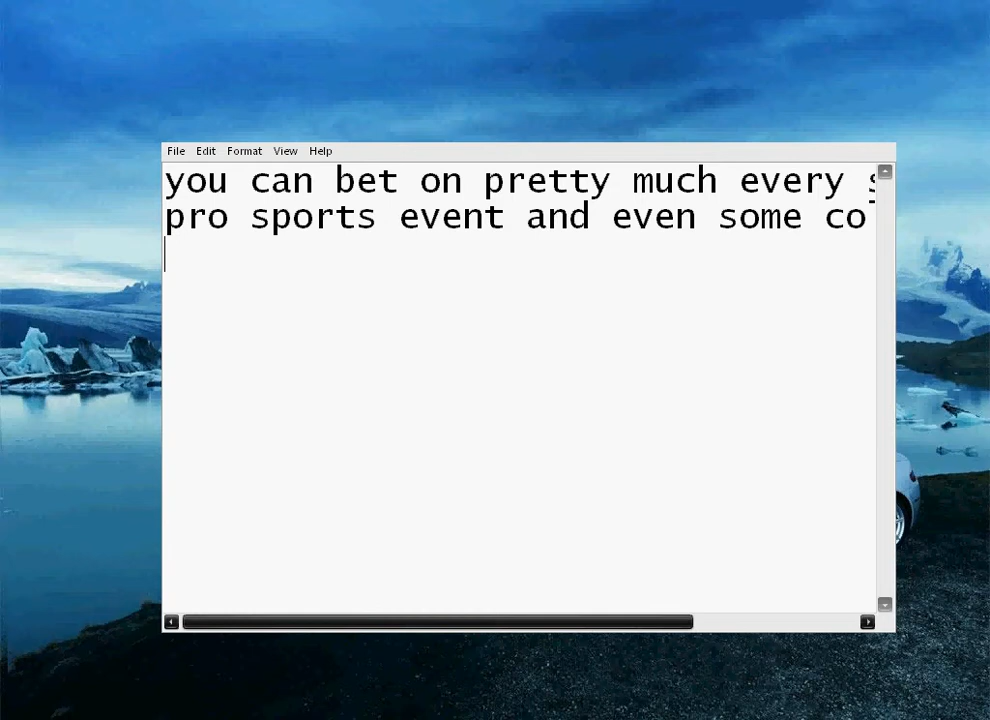 File Edit Format View Help
you can bet on pretty much every
pro sports event and even some